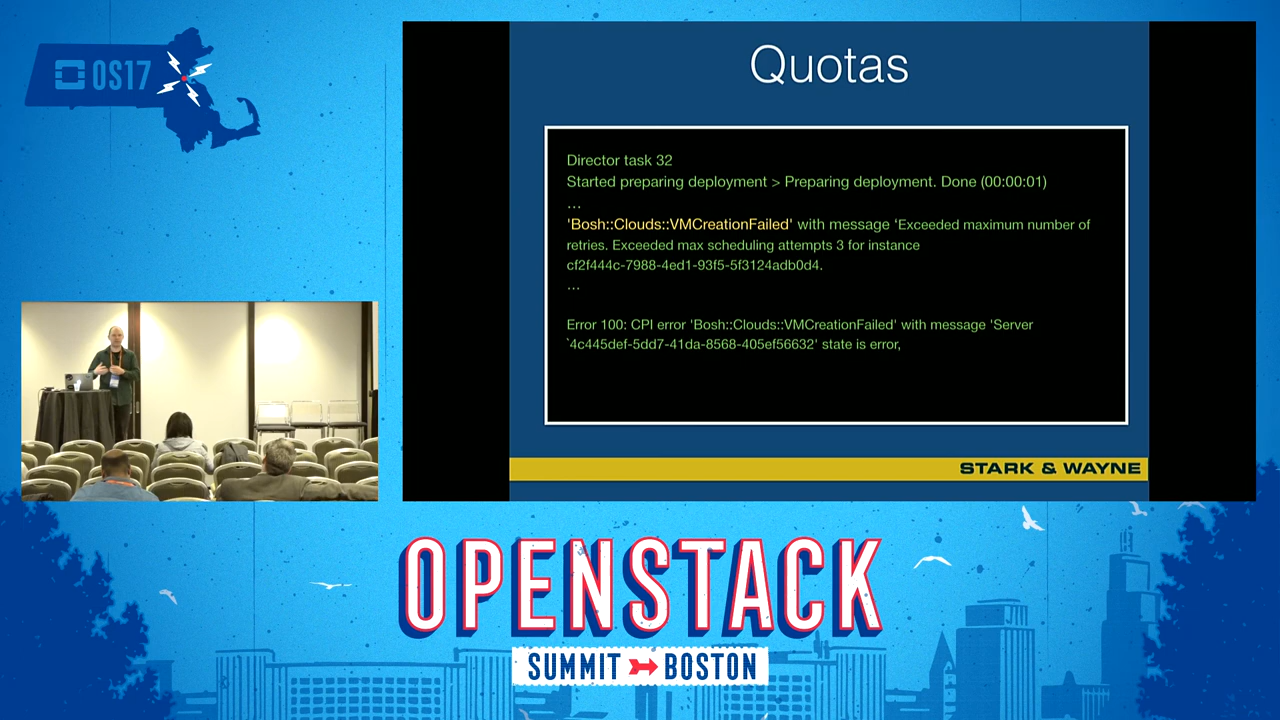 OS17
Quotas
Director task 32
Started preparing deployment > Preparing deployment. Done (00:00:01)
...
'Bosh::Clouds::VMCreationFailed' with message 'Exceeded maximum number of
retries. Exceeded max scheduling attempts 3 for instance
cf2f444c-7988-4ed1-93f5-5f3124adb0d4.
...
Error 100: CPI error 'Bosh::Clouds::VMCreationFailed' with message 'Server
`4c445def-5dd7-41da-8568-405ef56632' state is error,
STARK & WAYNE
OPENSTACK
SUMMIT BOSTON